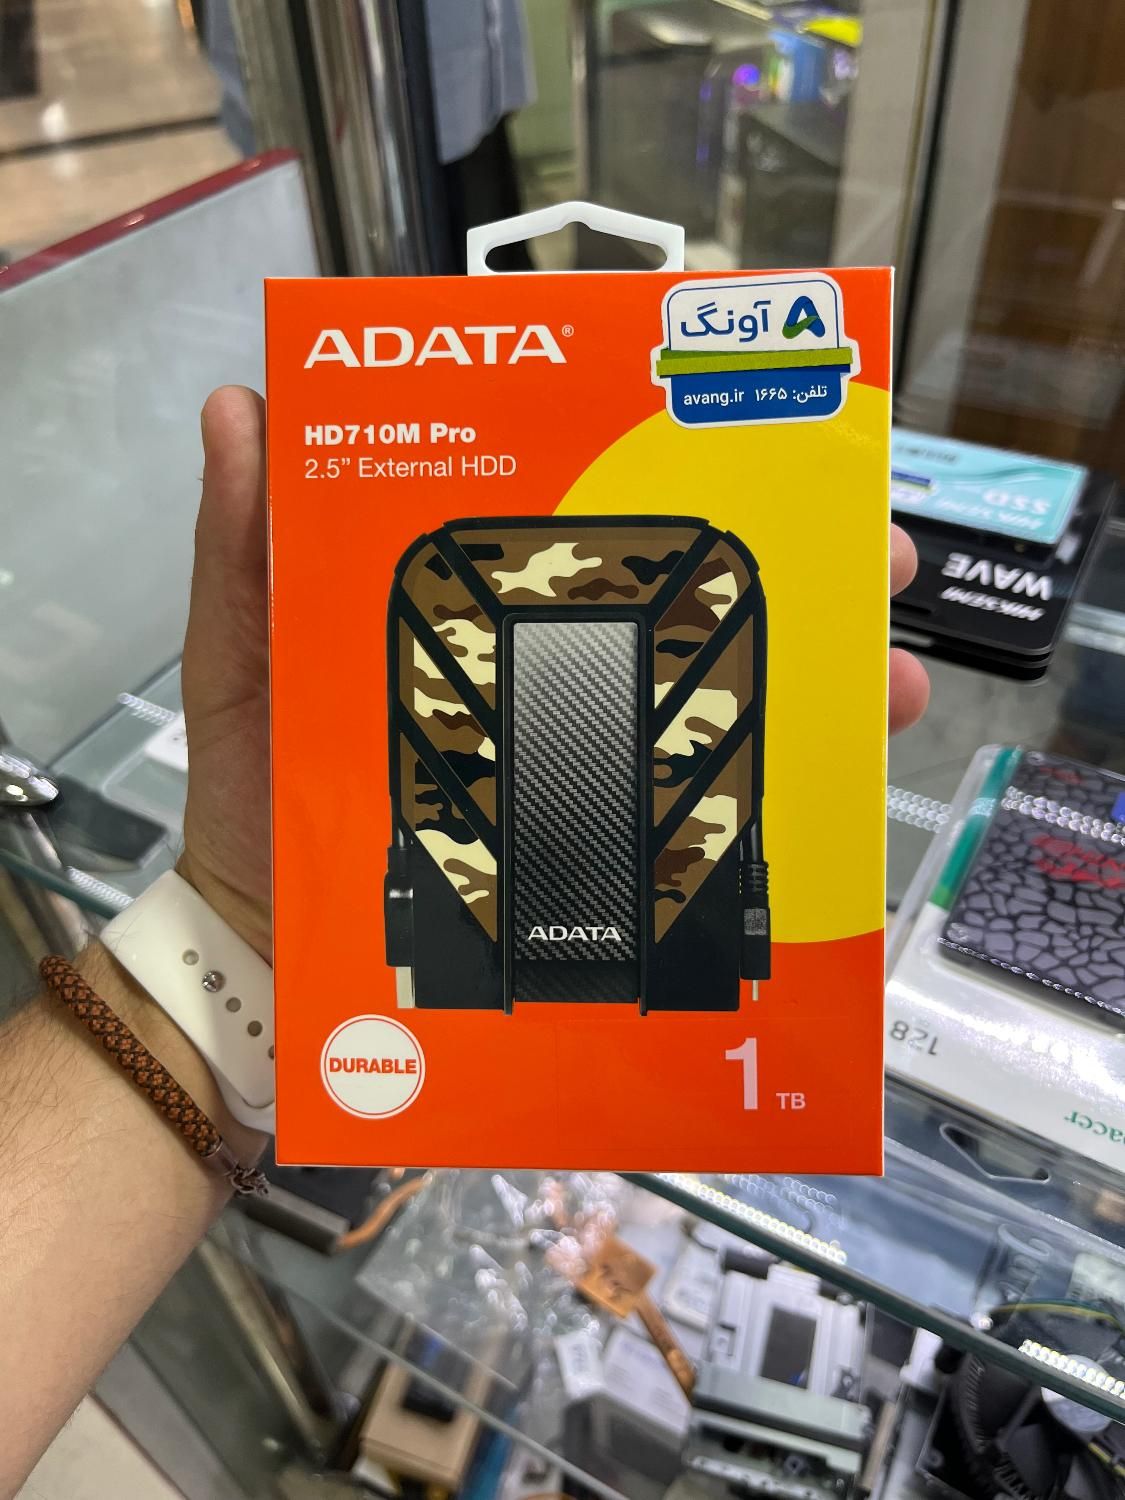 ADATA®
آونگ
تلفن: ۱۶۶۵ avang.ir
HD710M Pro
2.5” External HDD
ADATA
DURABLE
1 TB
SSD
HIKSEMI
WAVE
128